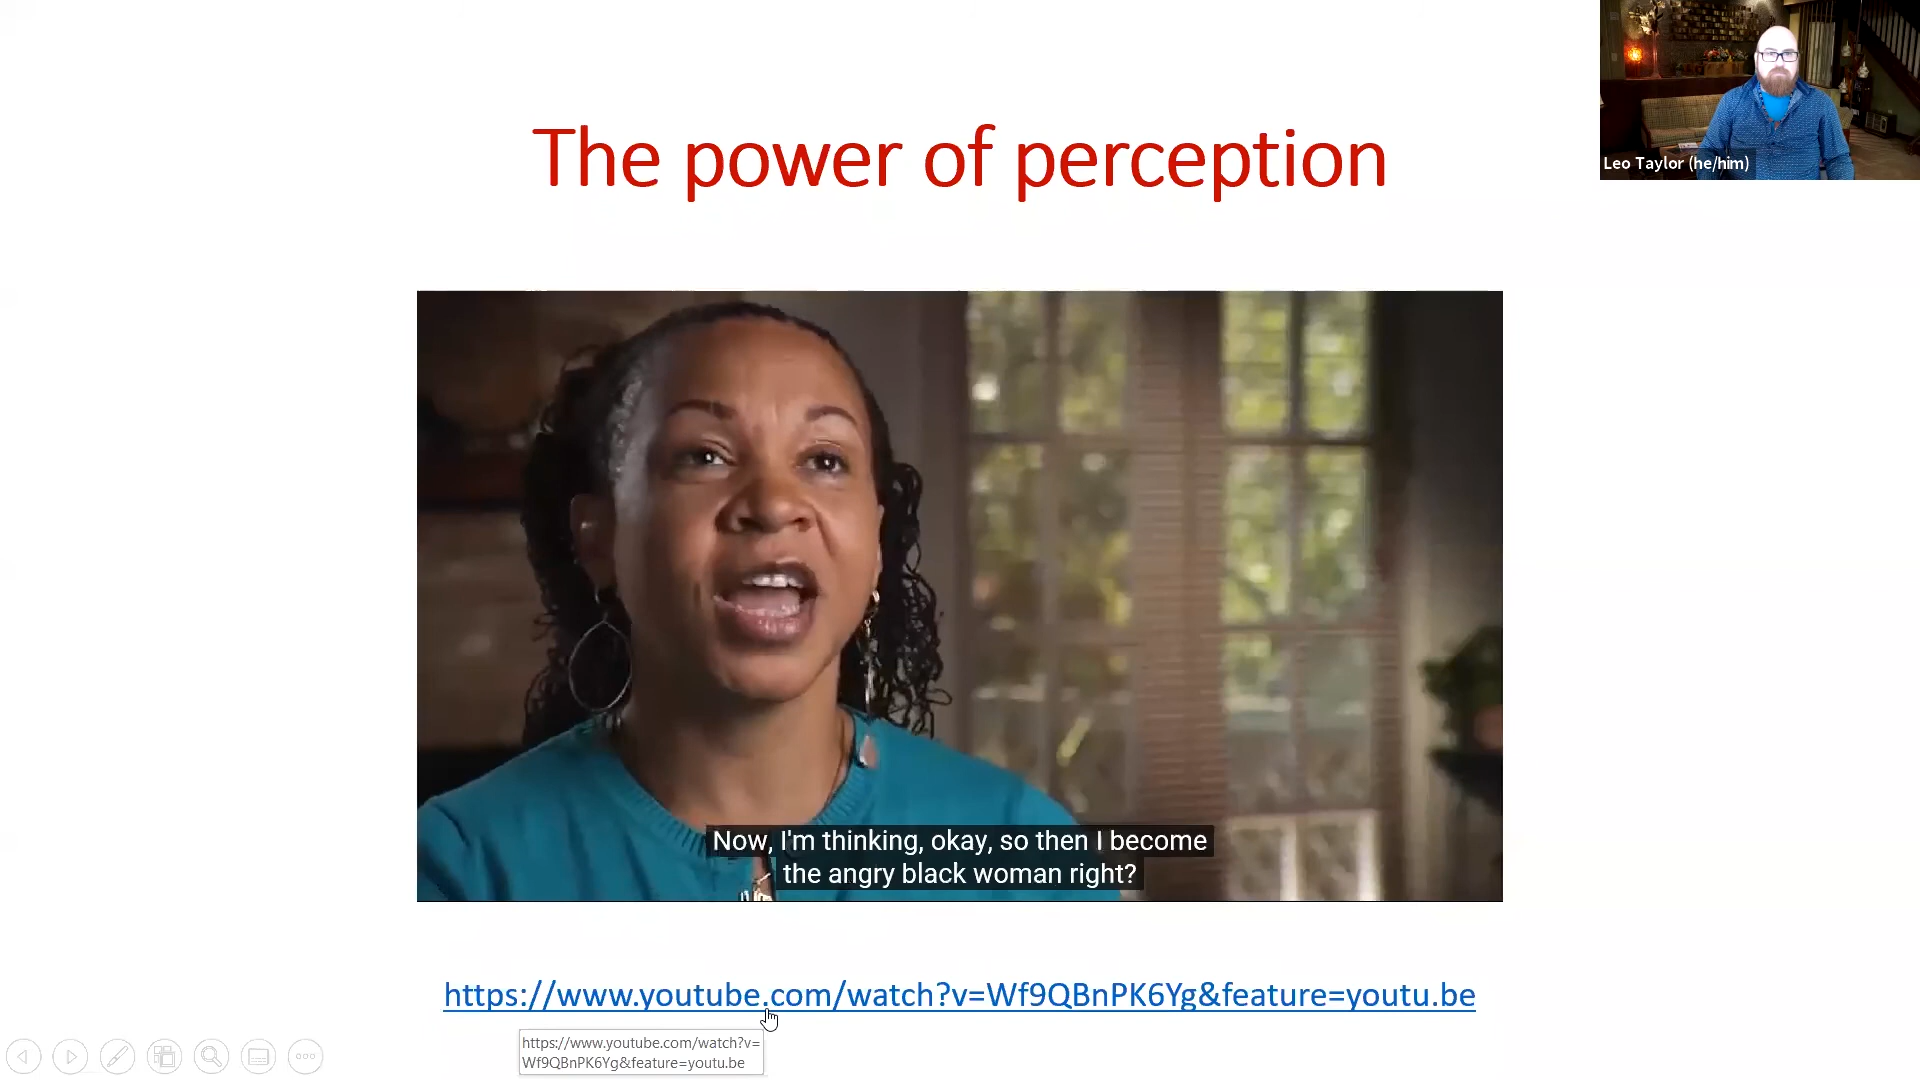 The power of perception
Leo Taylor (he/him)
Now, I'm thinking, okay, so then I become
the angry black woman right?
https://www.youtube.com/watch?v=Wf9QBnPK6Yg&feature=youtu.be
https://www.youtube.com/watch?v=
Wf9QBnPK6Yg&feature=youtu.be